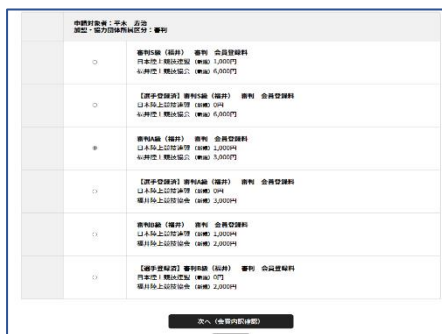 申請対象者：平木 寿治
加盟・協力団体所属区分：審判
審判S級（福井） 審判 会員登録料
日本陸上競技連盟（新規）1,000円
福井陸上競技協会（新規）6,000円
【選手登録済】審判S級（福井） 審判 会員登録料
日本陸上競技連盟（新規）0円
福井陸上競技協会（新規）6,000円
審判A級（福井） 審判 会員登録料
日本陸上競技連盟（新規）1,000円
福井陸上競技協会（新規）3,000円
【選手登録済】審判A級（福井） 審判 会員登録料
日本陸上競技連盟（新規）0円
福井陸上競技協会（新規）3,000円
審判B級（福井） 審判 会員登録料
日本陸上競技連盟（新規）1,000円
福井陸上競技協会（新規）2,000円
【選手登録済】審判B級（福井） 審判 会員登録料
日本陸上競技連盟（新規）0円
福井陸上競技協会（新規）2,000円
次へ（会費内訳確認）